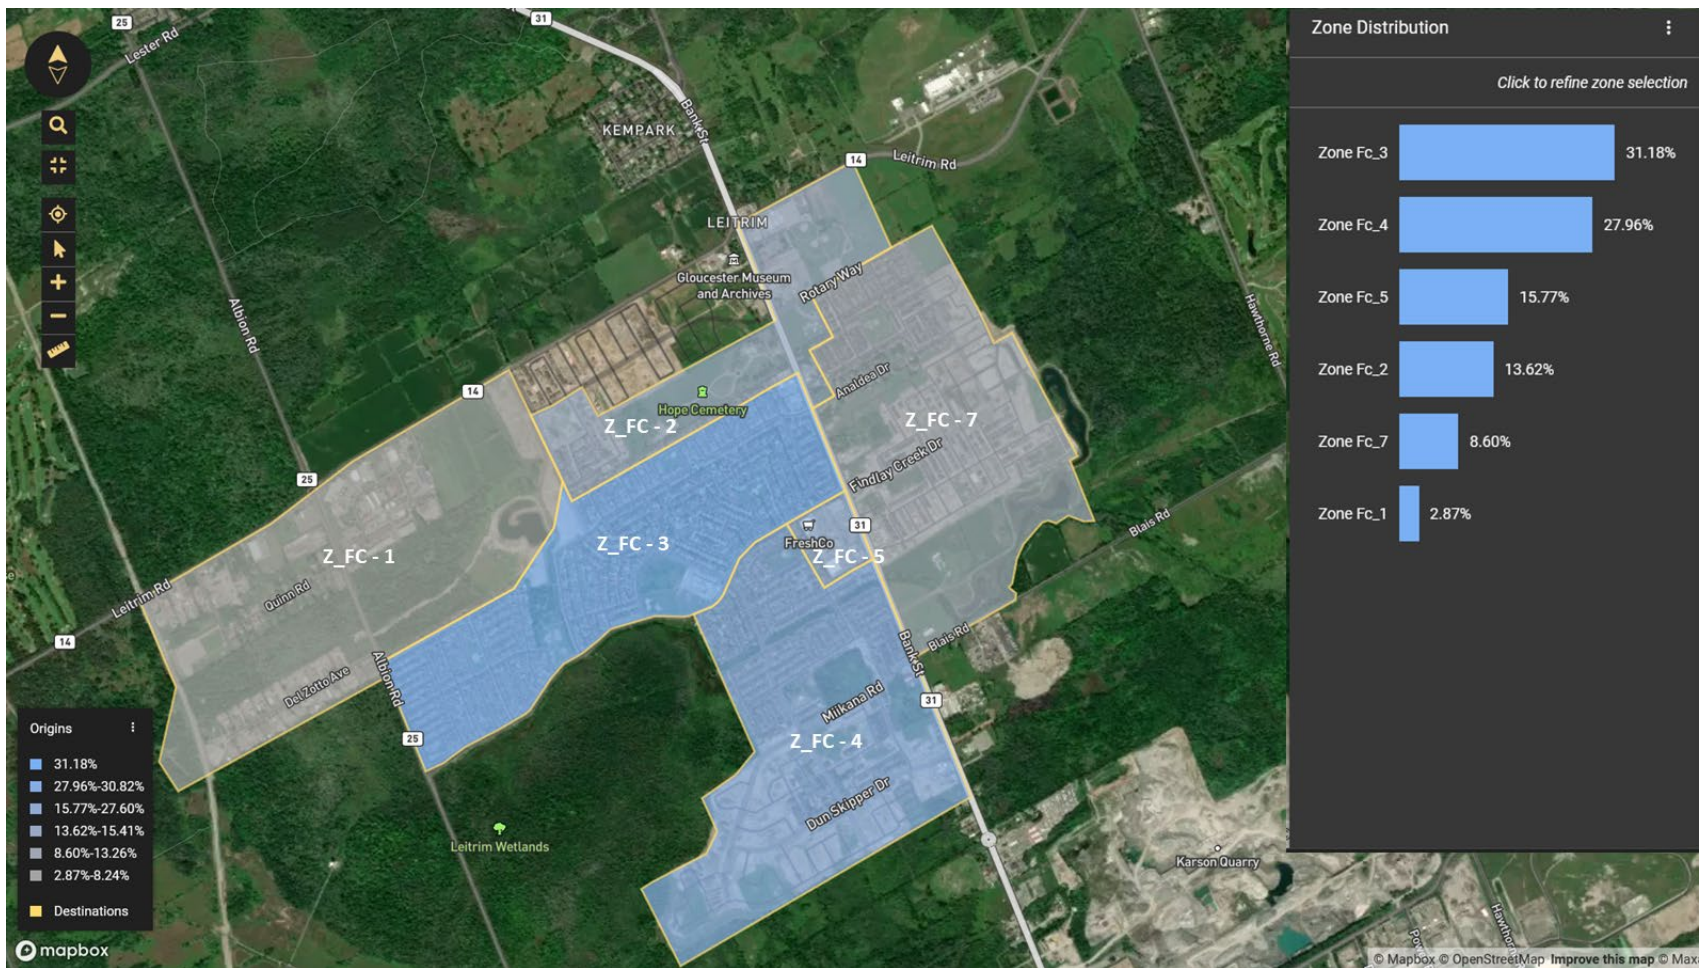 31
25
Lester Rd
KEMPARK
Bank St
14
Leitrim Rd
LEITRIM
Gloucester Museum
and Archives
Rotary Way
Albion Rd
Hawthorne Rd
14
Analdea Dr
Hope Cemetery
Z_FC - 2
Z_FC - 7
Findlay Creek Dr
25
31
Blais Rd
FreshCo
Z_FC - 3
Z_FC - 5
Z_FC - 1
Quinn Rd
Leitrim Rd
14
Bank St
Blais Rd
Albion Rd
Del Zotto Ave
Miikana Rd
31
25
Z_FC - 4
Dun Skipper Dr
Leitrim Wetlands
Karson Quarry
Hawthorn
Pow
Origins
31.18%
27.96%-30.82%
15.77%-27.60%
13.62%-15.41%
8.60%-13.26%
2.87%-8.24%
Destinations
mapbox
Zone Distribution
Click to refine zone selection
Zone Fc_3 31.18%
Zone Fc_4 27.96%
Zone Fc_5 15.77%
Zone Fc_2 13.62%
Zone Fc_7 8.60%
Zone Fc_1 2.87%
© Mapbox © OpenStreetMap Improve this map © Max